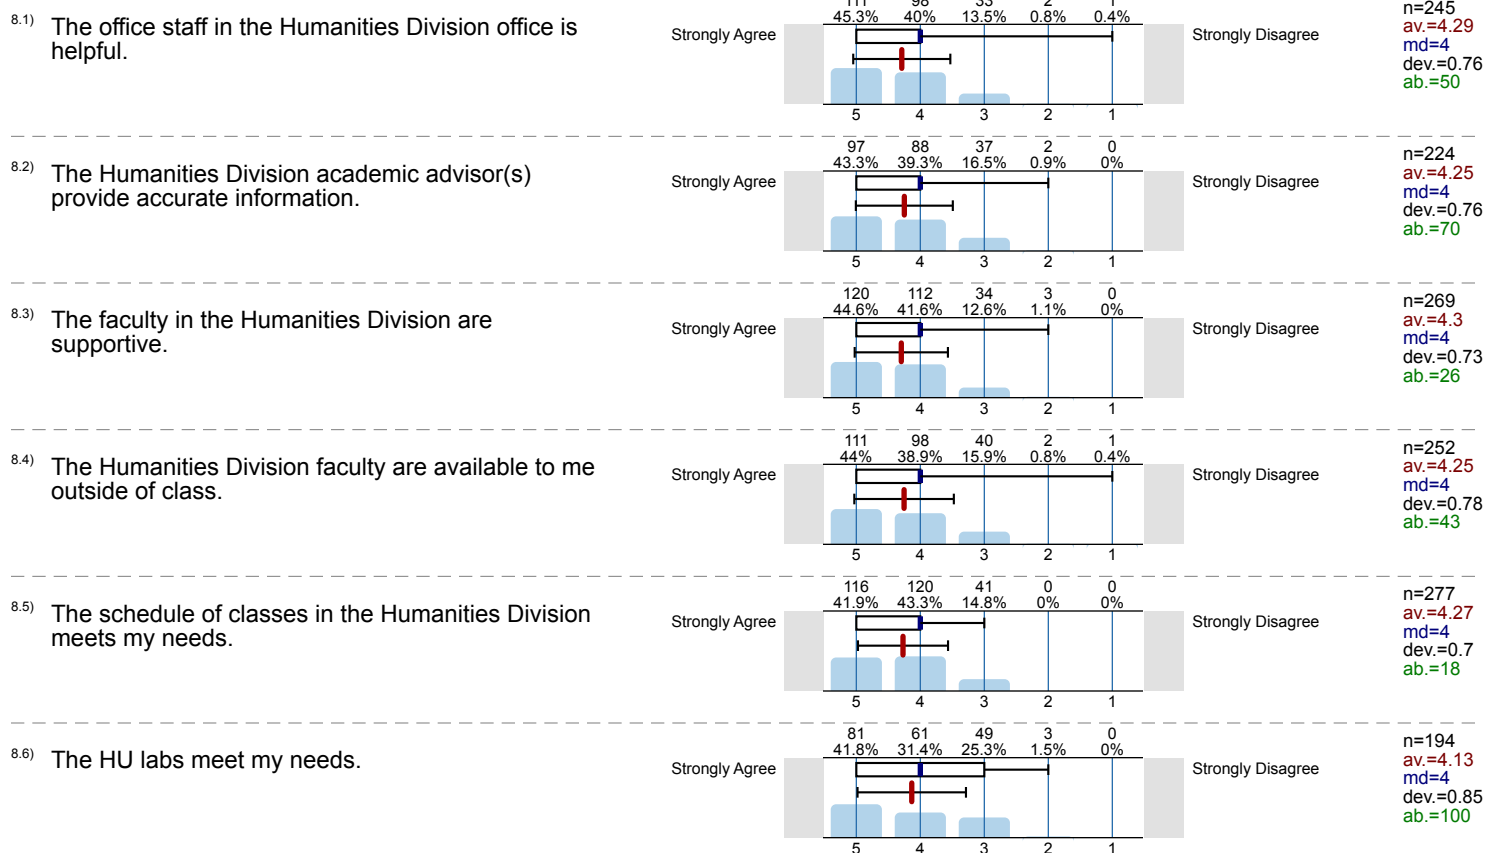 111 98 33 2 1
45.3% 40% 13.5% 0.8% 0.4%
8.1) The office staff in the Humanities Division office is
helpful.
Strongly Agree
Strongly Disagree
n=245
av.=4.29
md=4
dev.=0.76
ab.=50
5 4 3 2 1
97 88 37 2 0
43.3% 39.3% 16.5% 0.9% 0%
8.2) The Humanities Division academic advisor(s)
provide accurate information.
Strongly Agree
Strongly Disagree
n=224
av.=4.25
md=4
dev.=0.76
ab.=70
5 4 3 2 1
120 112 34 3 0
44.6% 41.6% 12.6% 1.1% 0%
8.3) The faculty in the Humanities Division are
supportive.
Strongly Agree
Strongly Disagree
n=269
av.=4.3
md=4
dev.=0.73
ab.=26
5 4 3 2 1
111 98 40 2 1
44% 38.9% 15.9% 0.8% 0.4%
8.4) The Humanities Division faculty are available to me
outside of class.
Strongly Agree
Strongly Disagree
n=252
av.=4.25
md=4
dev.=0.78
ab.=43
5 4 3 2 1
116 120 41 0 0
41.9% 43.3% 14.8% 0% 0%
8.5) The schedule of classes in the Humanities Division
meets my needs.
Strongly Agree
Strongly Disagree
n=277
av.=4.27
md=4
dev.=0.7
ab.=18
5 4 3 2 1
81 61 49 3 0
41.8% 31.4% 25.3% 1.5% 0%
8.6) The HU labs meet my needs.
Strongly Agree
Strongly Disagree
n=194
av.=4.13
md=4
dev.=0.85
ab.=100
5 4 3 2 1